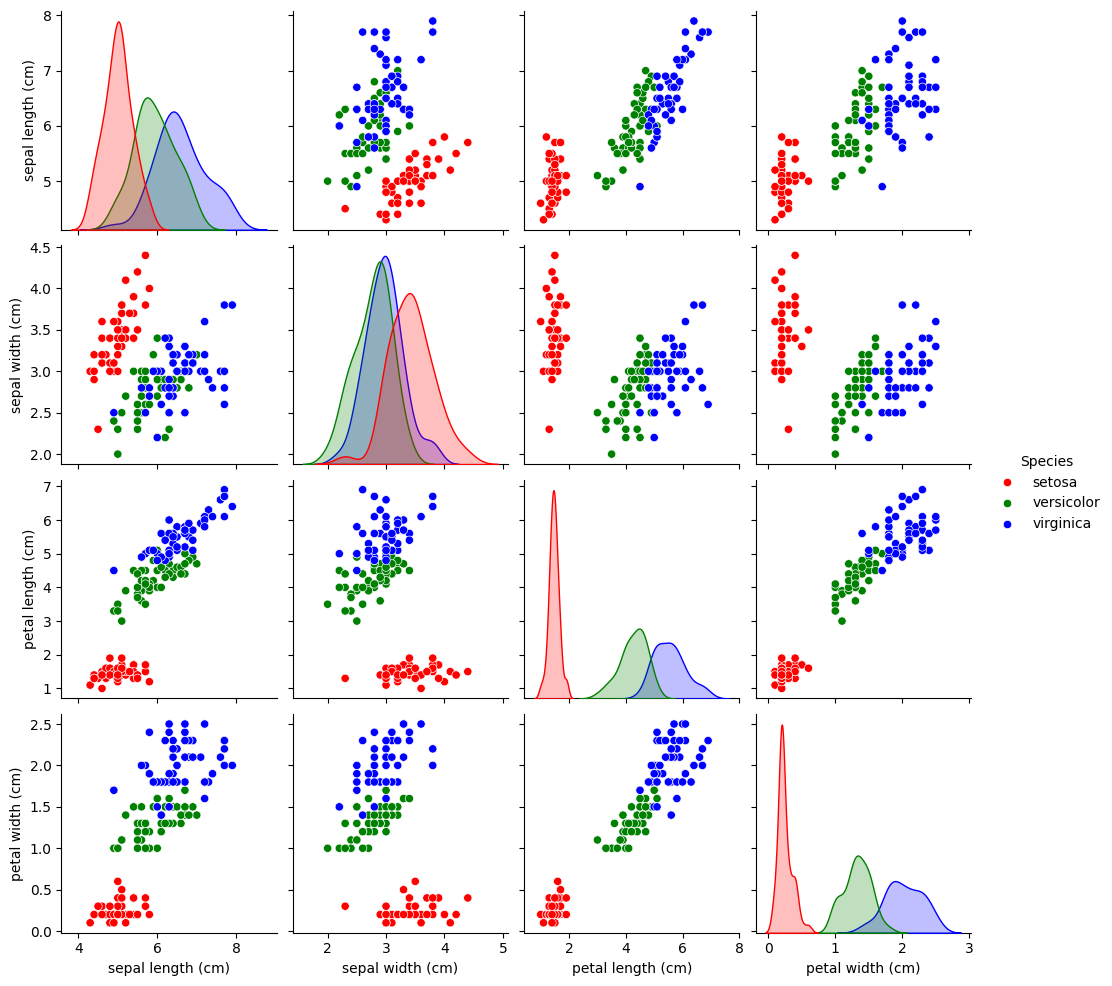 8
7
6
5
sepal length (cm)
4.5
4.0
3.5
3.0
2.5
2.0
sepal width (cm)
Species
setosa
versicolor
virginica
7
6
5
4
3
2
1
petal length (cm)
2.5
2.0
1.5
1.0
0.5
0.0
petal width (cm)
4 6 8
2 3 4 5
2 4 6 8
0 1 2 3
sepal length (cm)
sepal width (cm)
petal length (cm)
petal width (cm)